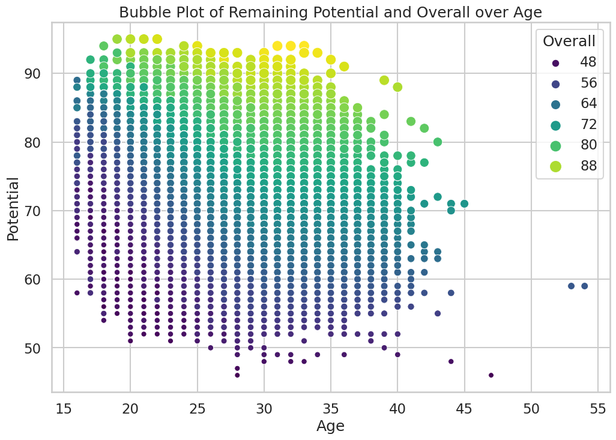 Bubble Plot of Remaining Potential and Overall over Age
Overall
48
56
64
72
80
88
90
80
70
60
50
Potential
15 20 25 30 35 40 45 50 55
Age